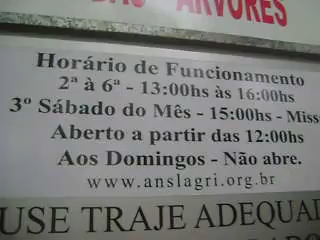 DAS ÁRVORES
Horário de Funcionamento
2ª à 6ª - 13:00hs às 16:00hs
3º Sábado do Mês - 15:00hs - Miss
Aberto a partir das 12:00hs
Aos Domingos - Não abre.
www.anslagri.org.br
USE TRAJE ADEQUAD